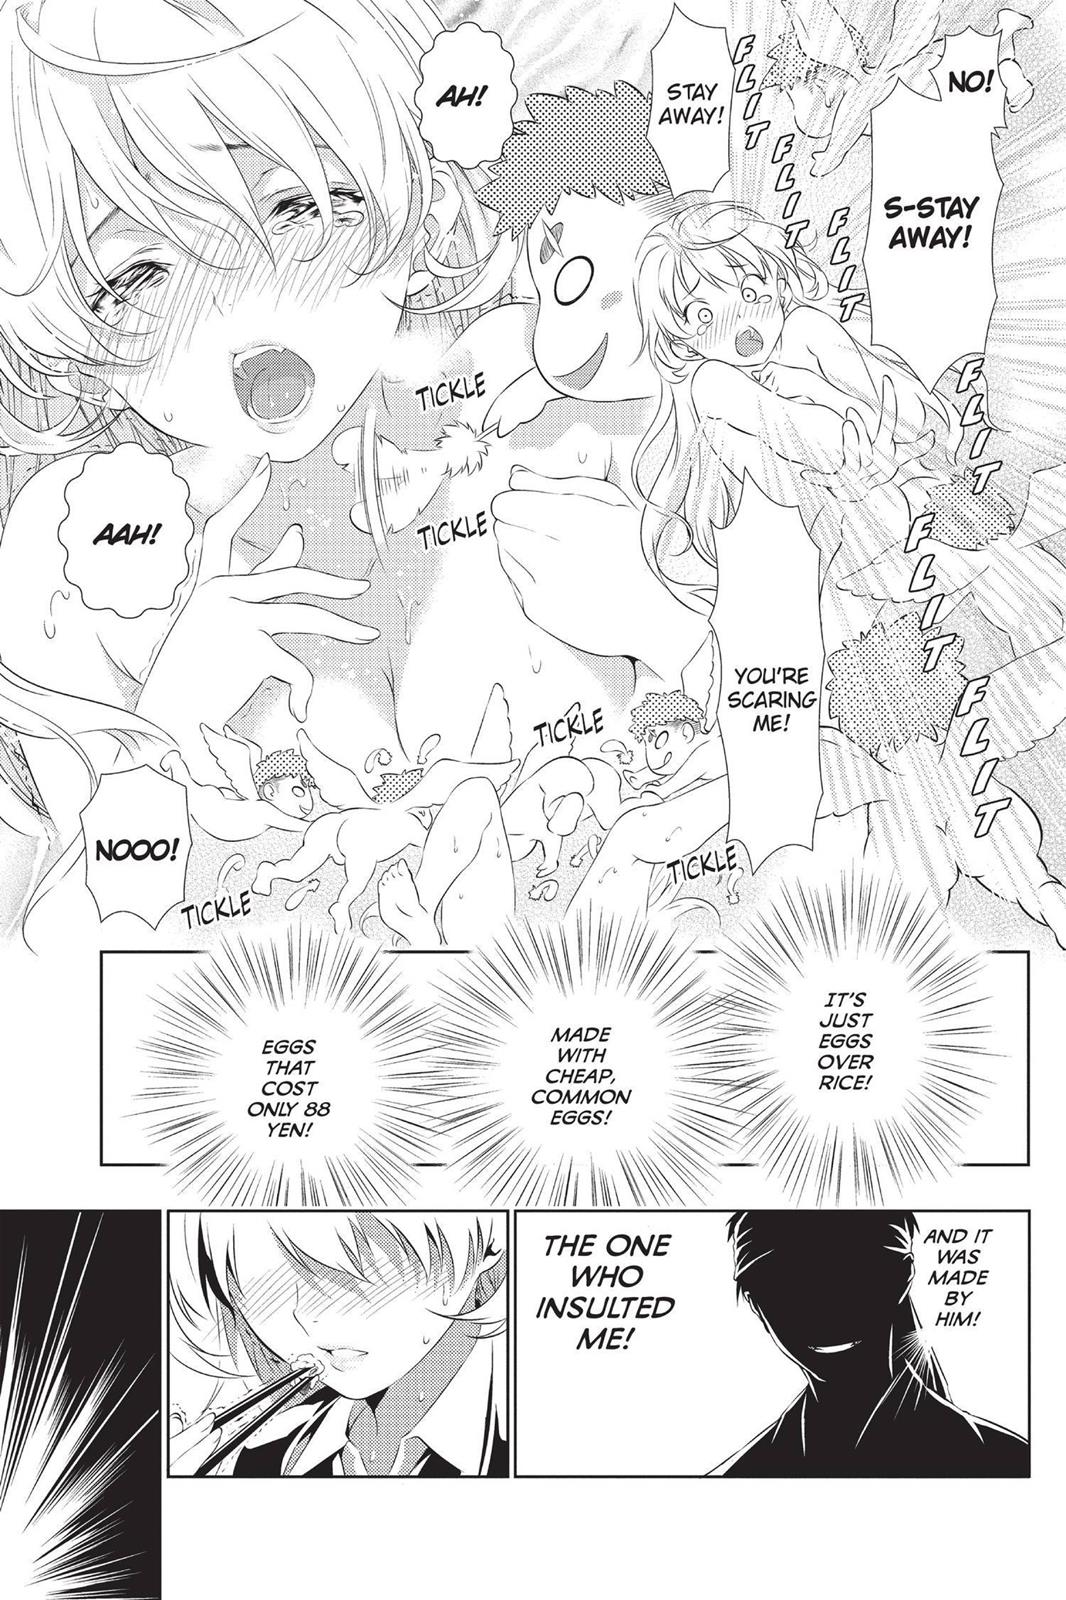 NO!
S-STAY
AWAY!
FLIT
FLIT
FLIT
STAY
AWAY!
FLIT
FLIT
FLIT
YOU'RE
SCARING
ME!
AH!
TICKLE
TICKLE
AAH!
TICKLE
TICKLE
NOOO!
TICKLE
IT'S
JUST
EGGS
OVER
RICE!
MADE
WITH
CHEAP,
COMMON
EGGS!
EGGS
THAT
COST
ONLY 88
YEN!
AND IT
WAS
MADE
BY
HIM!
THE ONE
WHO
INSULTED
ME!